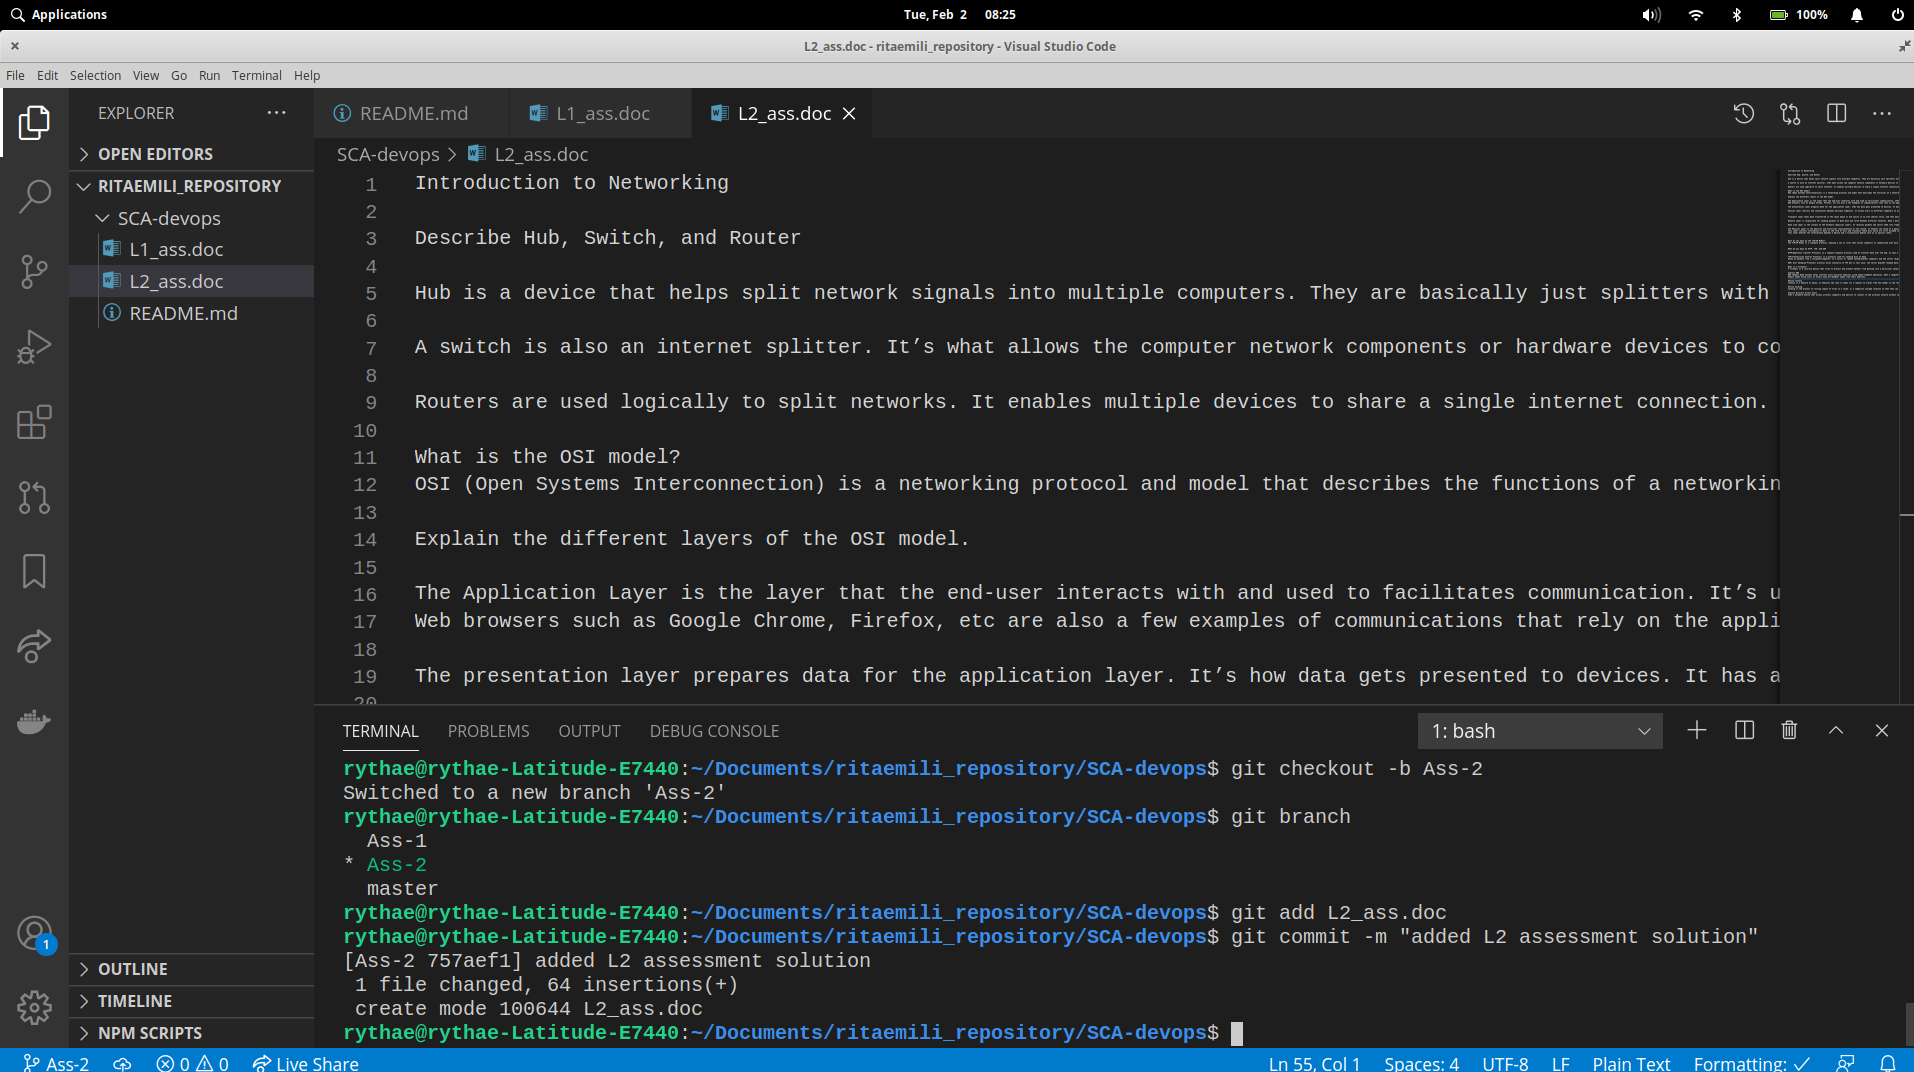 Applications
Tue, Feb 2 08:25
100%
L2_ass.doc - ritaemili_repository - Visual Studio Code
File Edit Selection View Go Run Terminal Help
EXPLORER
OPEN EDITORS
RITAEMILI_REPOSITORY
SCA-devops
L1_ass.doc
L2_ass.doc
README.md
OUTLINE
TIMELINE
NPM SCRIPTS
1
README.md L1_ass.doc L2_ass.doc
SCA-devops > L2_ass.doc
1 Introduction to Networking
2
3 Describe Hub, Switch, and Router
4
5 Hub is a device that helps split network signals into multiple computers. They are basically just splitters with
6
7 A switch is also an internet splitter. It’s what allows the computer network components or hardware devices to co
8
9 Routers are used logically to split networks. It enables multiple devices to share a single internet connection.
10
11 What is the OSI model?
12 OSI (Open Systems Interconnection) is a networking protocol and model that describes the functions of a networkin
13
14 Explain the different layers of the OSI model.
15
16 The Application Layer is the layer that the end-user interacts with and used to facilitates communication. It’s u
17 Web browsers such as Google Chrome, Firefox, etc are also a few examples of communications that rely on the appli
18
19 The presentation layer prepares data for the application layer. It’s how data gets presented to devices. It has a
20
TERMINAL PROBLEMS OUTPUT DEBUG CONSOLE 1: bash
rythae@rythae-Latitude-E7440:~/Documents/ritaemili_repository/SCA-devops$ git checkout -b Ass-2
Switched to a new branch 'Ass-2'
rythae@rythae-Latitude-E7440:~/Documents/ritaemili_repository/SCA-devops$ git branch
Ass-1
* Ass-2
master
rythae@rythae-Latitude-E7440:~/Documents/ritaemili_repository/SCA-devops$ git add L2_ass.doc
rythae@rythae-Latitude-E7440:~/Documents/ritaemili_repository/SCA-devops$ git commit -m "added L2 assessment solution"
[Ass-2 757aef1] added L2 assessment solution
1 file changed, 64 insertions(+)
create mode 100644 L2_ass.doc
rythae@rythae-Latitude-E7440:~/Documents/ritaemili_repository/SCA-devops$
Ass-2 0 0 Live Share Ln 55, Col 1 Spaces: 4 UTF-8 LF Plain Text Formatting: ✓